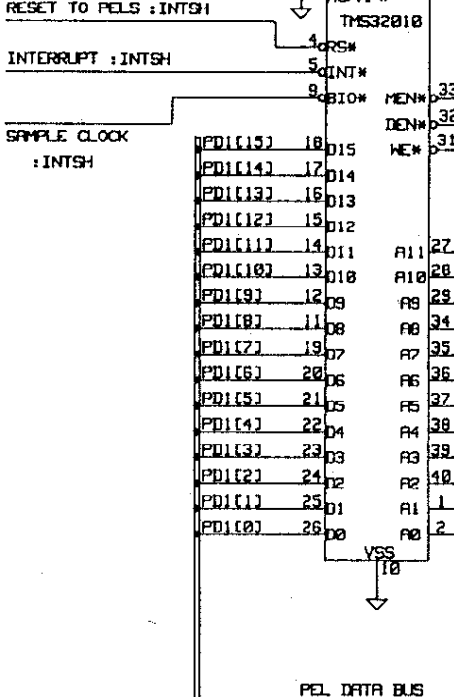 RESET TO PELS :INTSH
TMS32010
4 RS*
INTERRUPT :INTSH
5 INT*
9 BIO* MEN* 33
DEN* 32
SAMPLE CLOCK
:INTSH
WE* 31
PD1[15] 18 D15
PD1[14] 17 D14
PD1[13] 16 D13
PD1[12] 15 D12
PD1[11] 14 D11 A11 27
PD1[10] 13 D10 A10 28
PD1[9] 12 D9 A9 29
PD1[8] 11 D8 A8 34
PD1[7] 19 D7 A7 35
PD1[6] 20 D6 A6 36
PD1[5] 21 D5 A5 37
PD1[4] 22 D4 A4 38
PD1[3] 23 D3 A3 39
PD1[2] 24 D2 A2 40
PD1[1] 25 D1 A1 1
PD1[0] 26 D0 A0 2
VSS
10
PEL DATA BUS